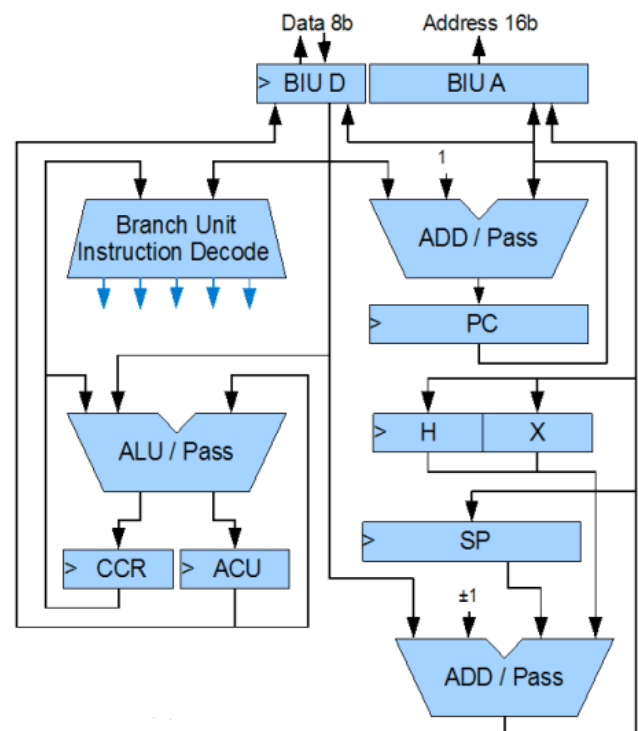 Data 8b
Address 16b
> BIU D
BIU A
1
Branch Unit
Instruction Decode
ADD / Pass
> PC
ALU / Pass
> H
X
> SP
> CCR
> ACU
±1
ADD / Pass